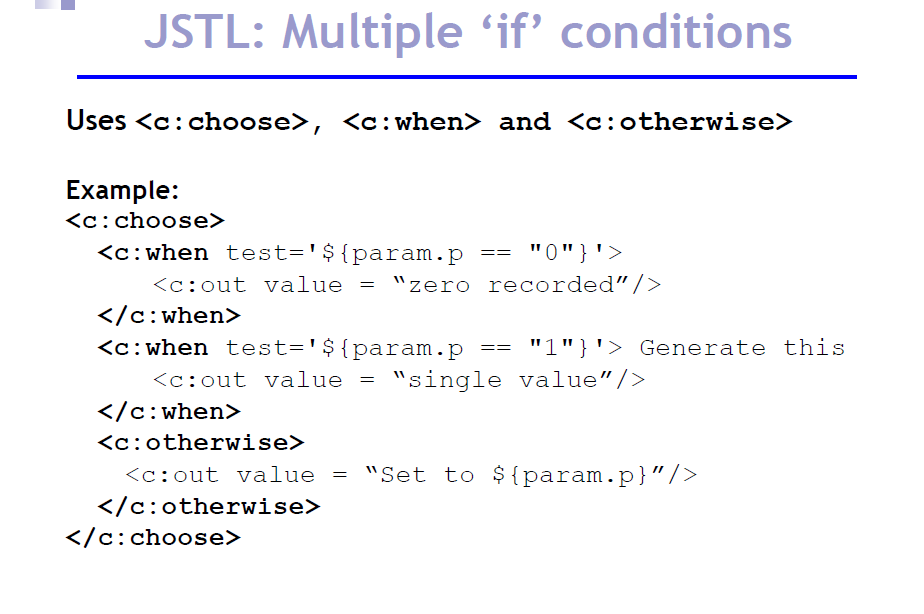 JSTL: Multiple ‘if’ conditions
Uses <c:choose>, <c:when> and <c:otherwise>
Example:
<c:choose>
<c:when test='${param.p == "0"}'>
<c:out value = “zero recorded”/>
</c:when>
<c:when test='${param.p == "1"}'> Generate this
<c:out value = “single value”/>
</c:when>
<c:otherwise>
<c:out value = “Set to ${param.p}”/>
</c:otherwise>
</c:choose>